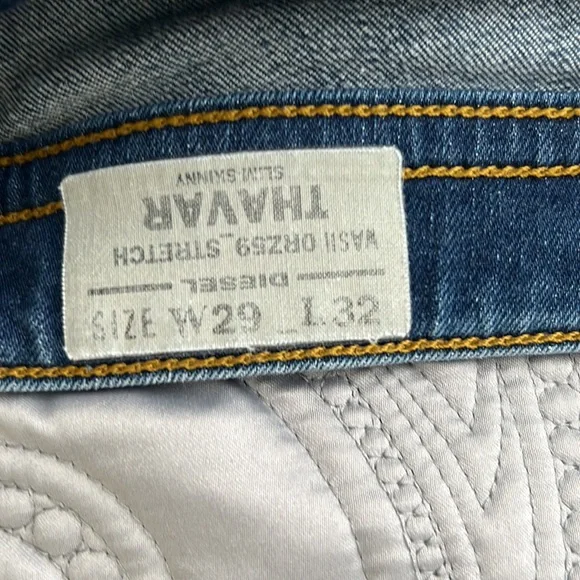 SLIM-SKINNY
THAVAR
WASH 0RZ59_STRETCH
DIESEL
SIZE W29 _L32